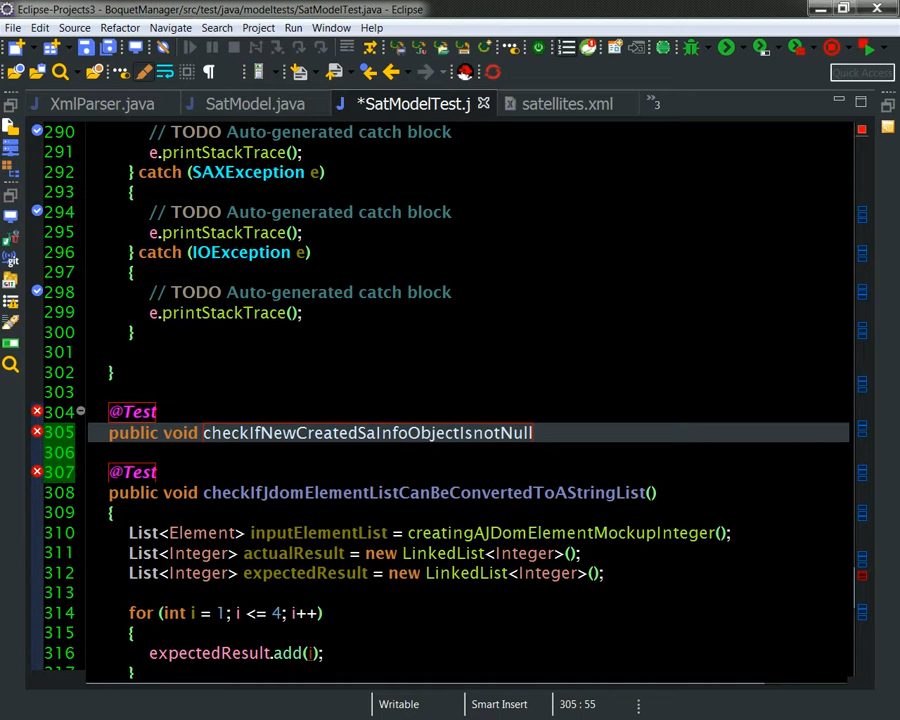 Eclipse-Projects3 - BoquetManager/src/test/java/modeltests/SatModelTest.java - Eclipse
File Edit Source Refactor Navigate Search Project Run Window Help
Quick Access
XmlParser.java SatModel.java *SatModelTest.j satellites.xml »3
290 // TODO Auto-generated catch block
291 e.printStackTrace();
292 } catch (SAXException e)
293 {
294 // TODO Auto-generated catch block
295 e.printStackTrace();
296 } catch (IOException e)
297 {
298 // TODO Auto-generated catch block
299 e.printStackTrace();
300 }
301
302 }
303
304 @Test
305 public void checkIfNewCreatedSaInfoObjectIsnotNull
306
307 @Test
308 public void checkIfJdomElementListCanBeConvertedToAStringList()
309 {
310 List<Element> inputElementList = creatingAJDomElementMockupInteger();
311 List<Integer> actualResult = new LinkedList<Integer>();
312 List<Integer> expectedResult = new LinkedList<Integer>();
313
314 for (int i = 1; i <= 4; i++)
315 {
316 expectedResult.add(i);
317 }
Writable Smart Insert 305 : 55